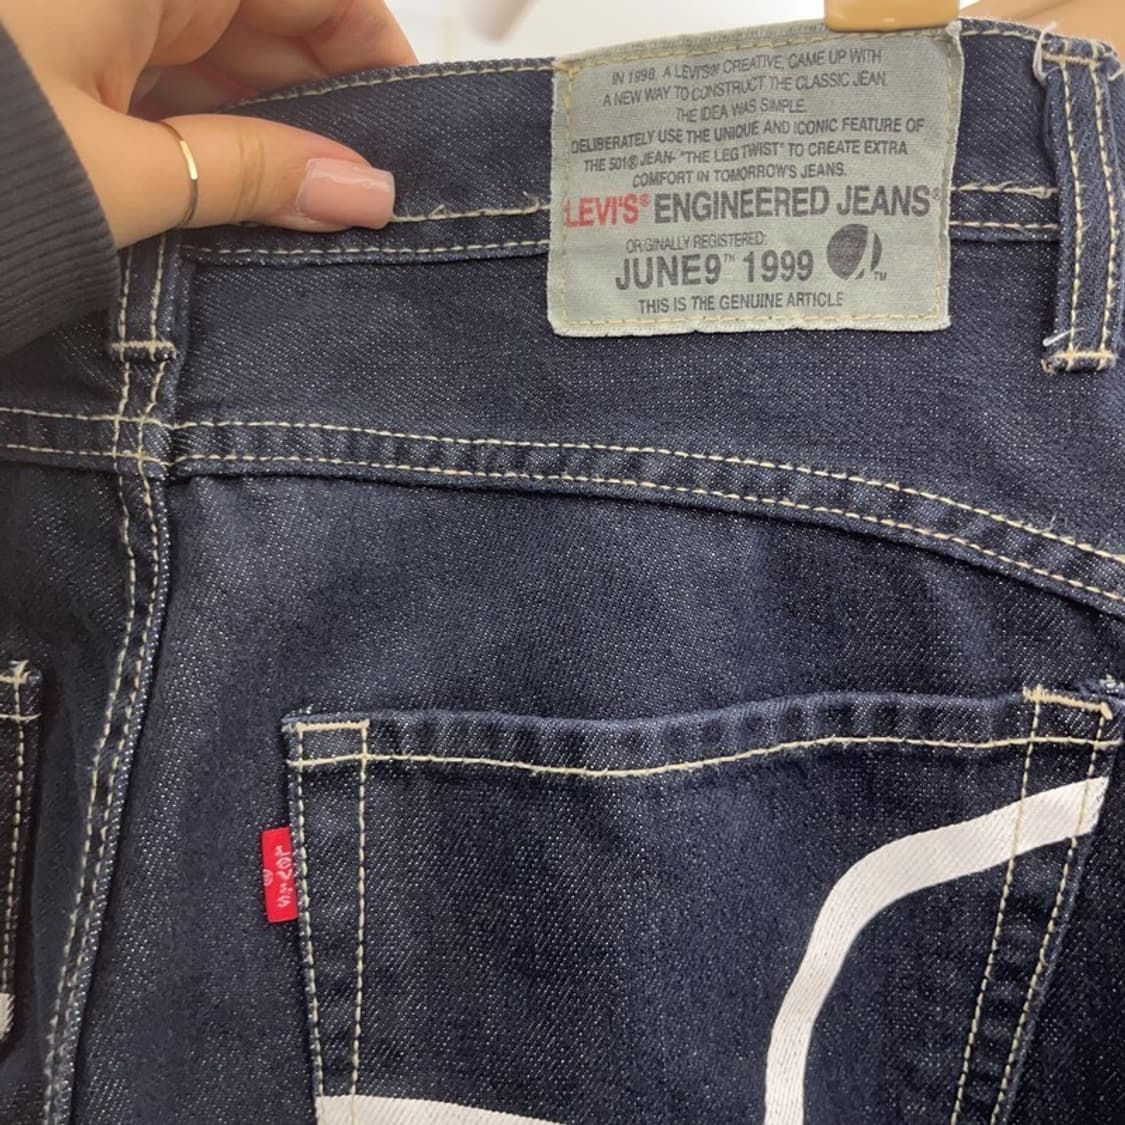 IN 1998, A LEVI'S® CREATIVE, CAME UP WITH
A NEW WAY TO CONSTRUCT THE CLASSIC JEAN.
THE IDEA WAS SIMPLE.
DELIBERATELY USE THE UNIQUE AND ICONIC FEATURE OF
THE 501® JEAN- "THE LEG TWIST" TO CREATE EXTRA
COMFORT IN TOMORROW'S JEANS.
LEVI'S® ENGINEERED JEANS®
ORIGINALLY REGISTERED:
JUNE9™ 1999
TM
THIS IS THE GENUINE ARTICLE
LEVI'S
®